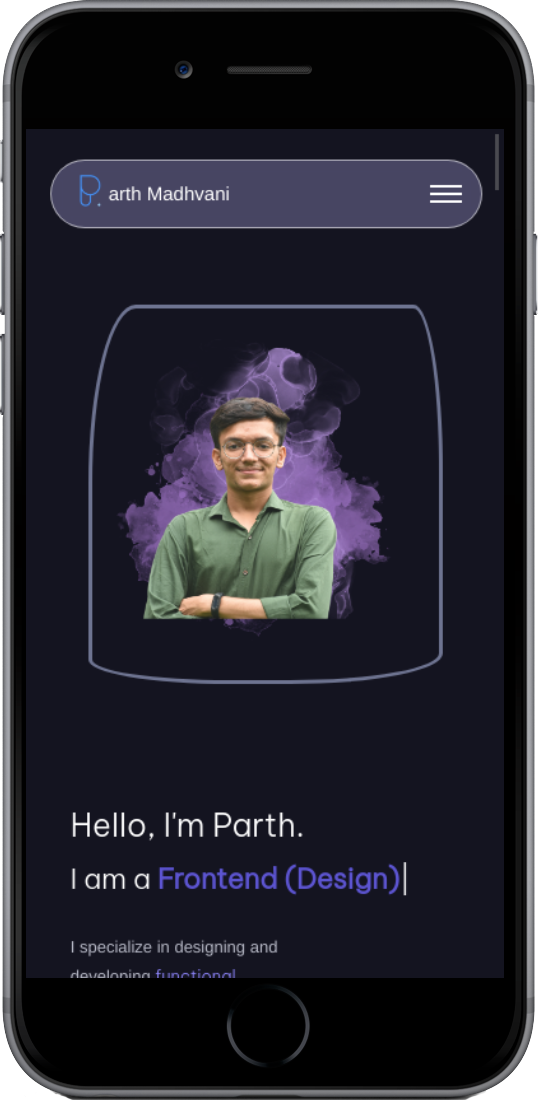 P. arth Madhvani
Hello, I'm Parth.
I am a Frontend (Design)
I specialize in designing and
developing functional